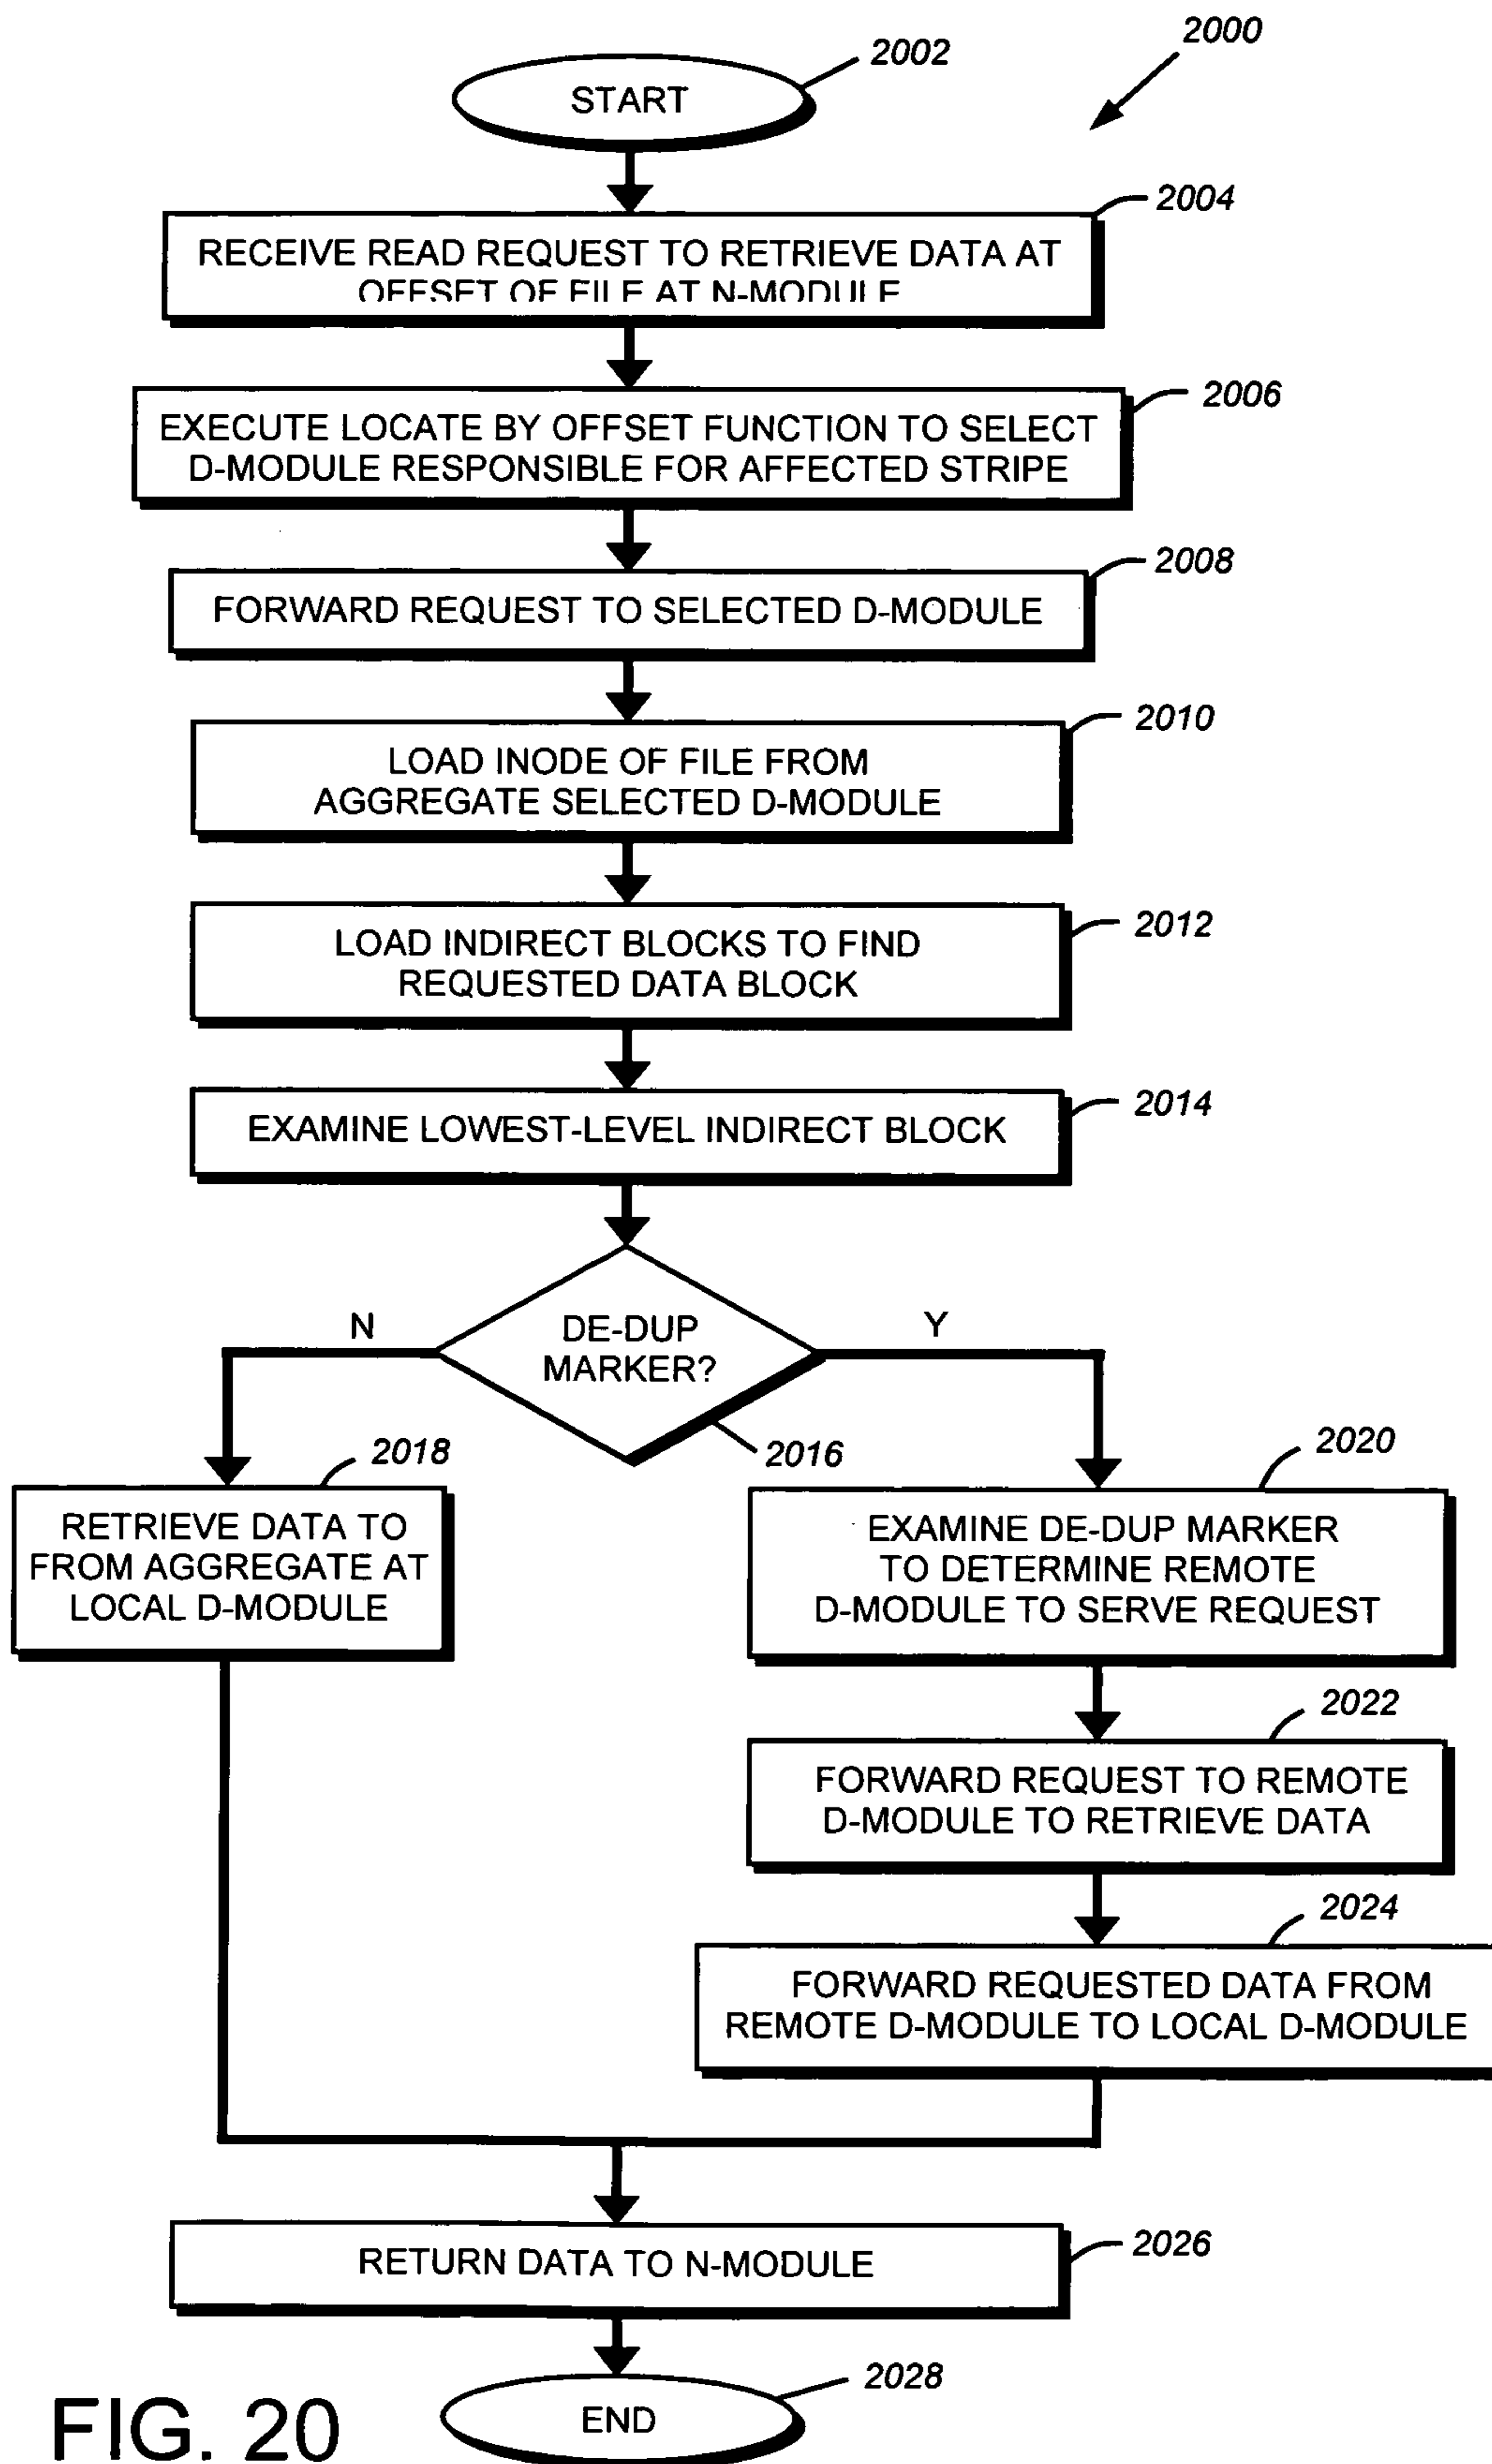 2000
2002
START
2004
RECEIVE READ REQUEST TO RETRIEVE DATA AT
OFFSET OF FILE AT N-MODULE
2006
EXECUTE LOCATE BY OFFSET FUNCTION TO SELECT
D-MODULE RESPONSIBLE FOR AFFECTED STRIPE
2008
FORWARD REQUEST TO SELECTED D-MODULE
2010
LOAD INODE OF FILE FROM
AGGREGATE SELECTED D-MODULE
2012
LOAD INDIRECT BLOCKS TO FIND
REQUESTED DATA BLOCK
2014
EXAMINE LOWEST-LEVEL INDIRECT BLOCK
N
DE-DUP
MARKER?
Y
2016
2018
RETRIEVE DATA TO
FROM AGGREGATE AT
LOCAL D-MODULE
2020
EXAMINE DE-DUP MARKER
TO DETERMINE REMOTE
D-MODULE TO SERVE REQUEST
2022
FORWARD REQUEST TO REMOTE
D-MODULE TO RETRIEVE DATA
2024
FORWARD REQUESTED DATA FROM
REMOTE D-MODULE TO LOCAL D-MODULE
2026
RETURN DATA TO N-MODULE
2028
END
FIG. 20